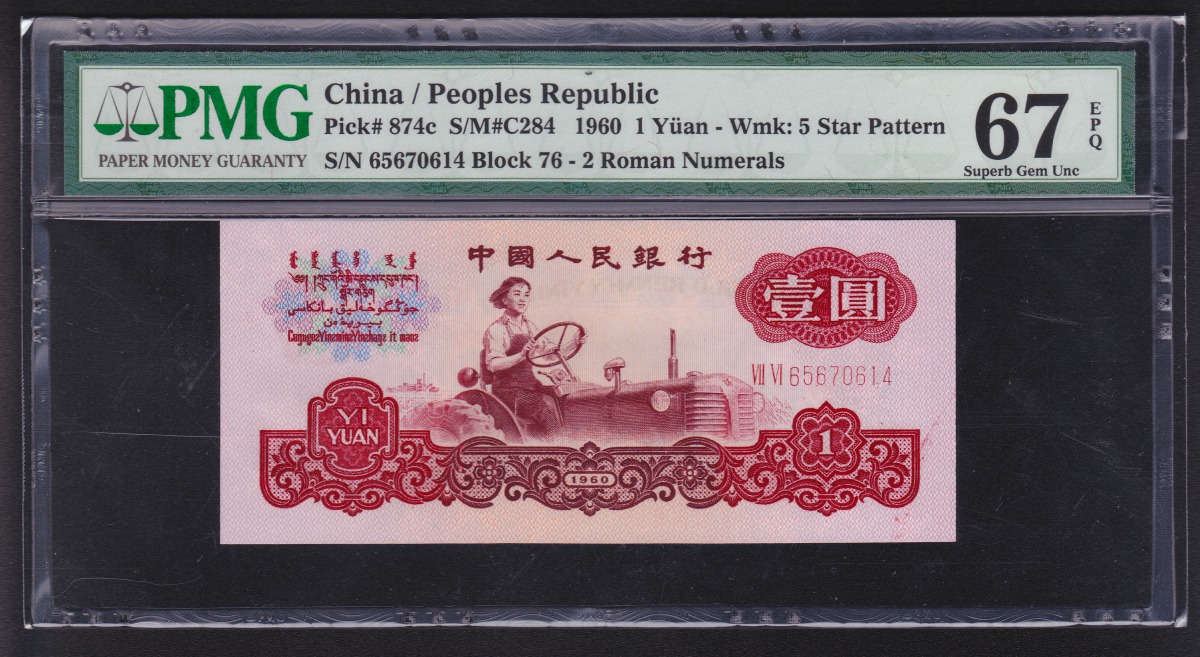 PMG
PAPER MONEY GUARANTY
China / Peoples Republic
Pick# 874c S/M#C284 1960 1 Yüan - Wmk: 5 Star Pattern
S/N 65670614 Block 76 - 2 Roman Numerals
67
EPQ
Superb Gem Unc
中國人民銀行
壹圓
VII VI 65670614
YI
YUAN
1960
1